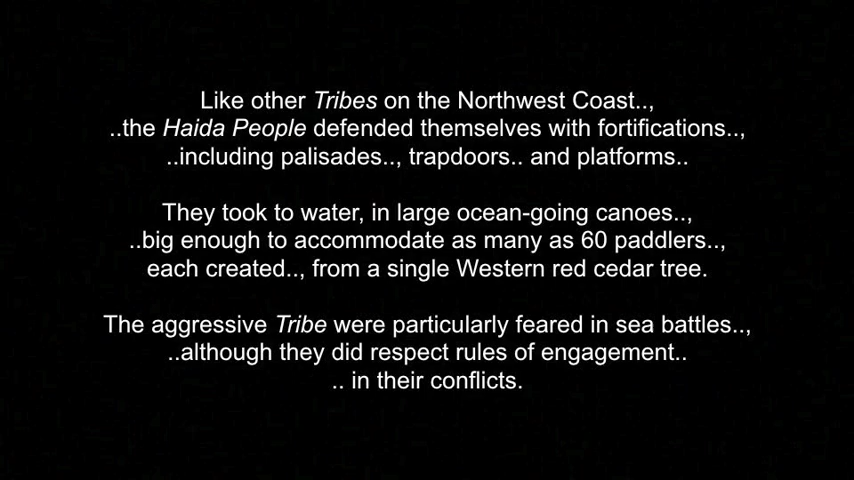 Like other Tribes on the Northwest Coast..,
..the Haida People defended themselves with fortifications..,
..including palisades.., trapdoors.. and platforms..
They took to water, in large ocean-going canoes..,
..big enough to accommodate as many as 60 paddlers..,
each created.., from a single Western red cedar tree.
The aggressive Tribe were particularly feared in sea battles..,
..although they did respect rules of engagement..
.. in their conflicts.